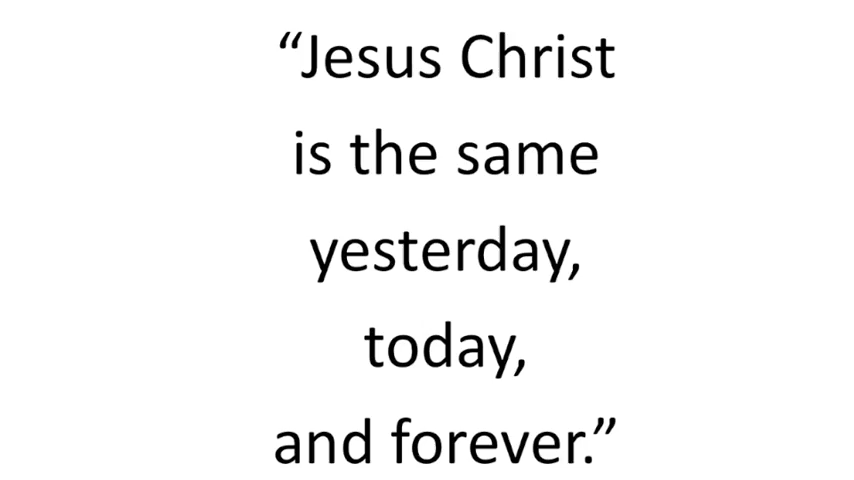 “Jesus Christ
is the same
yesterday,
today,
and forever.”